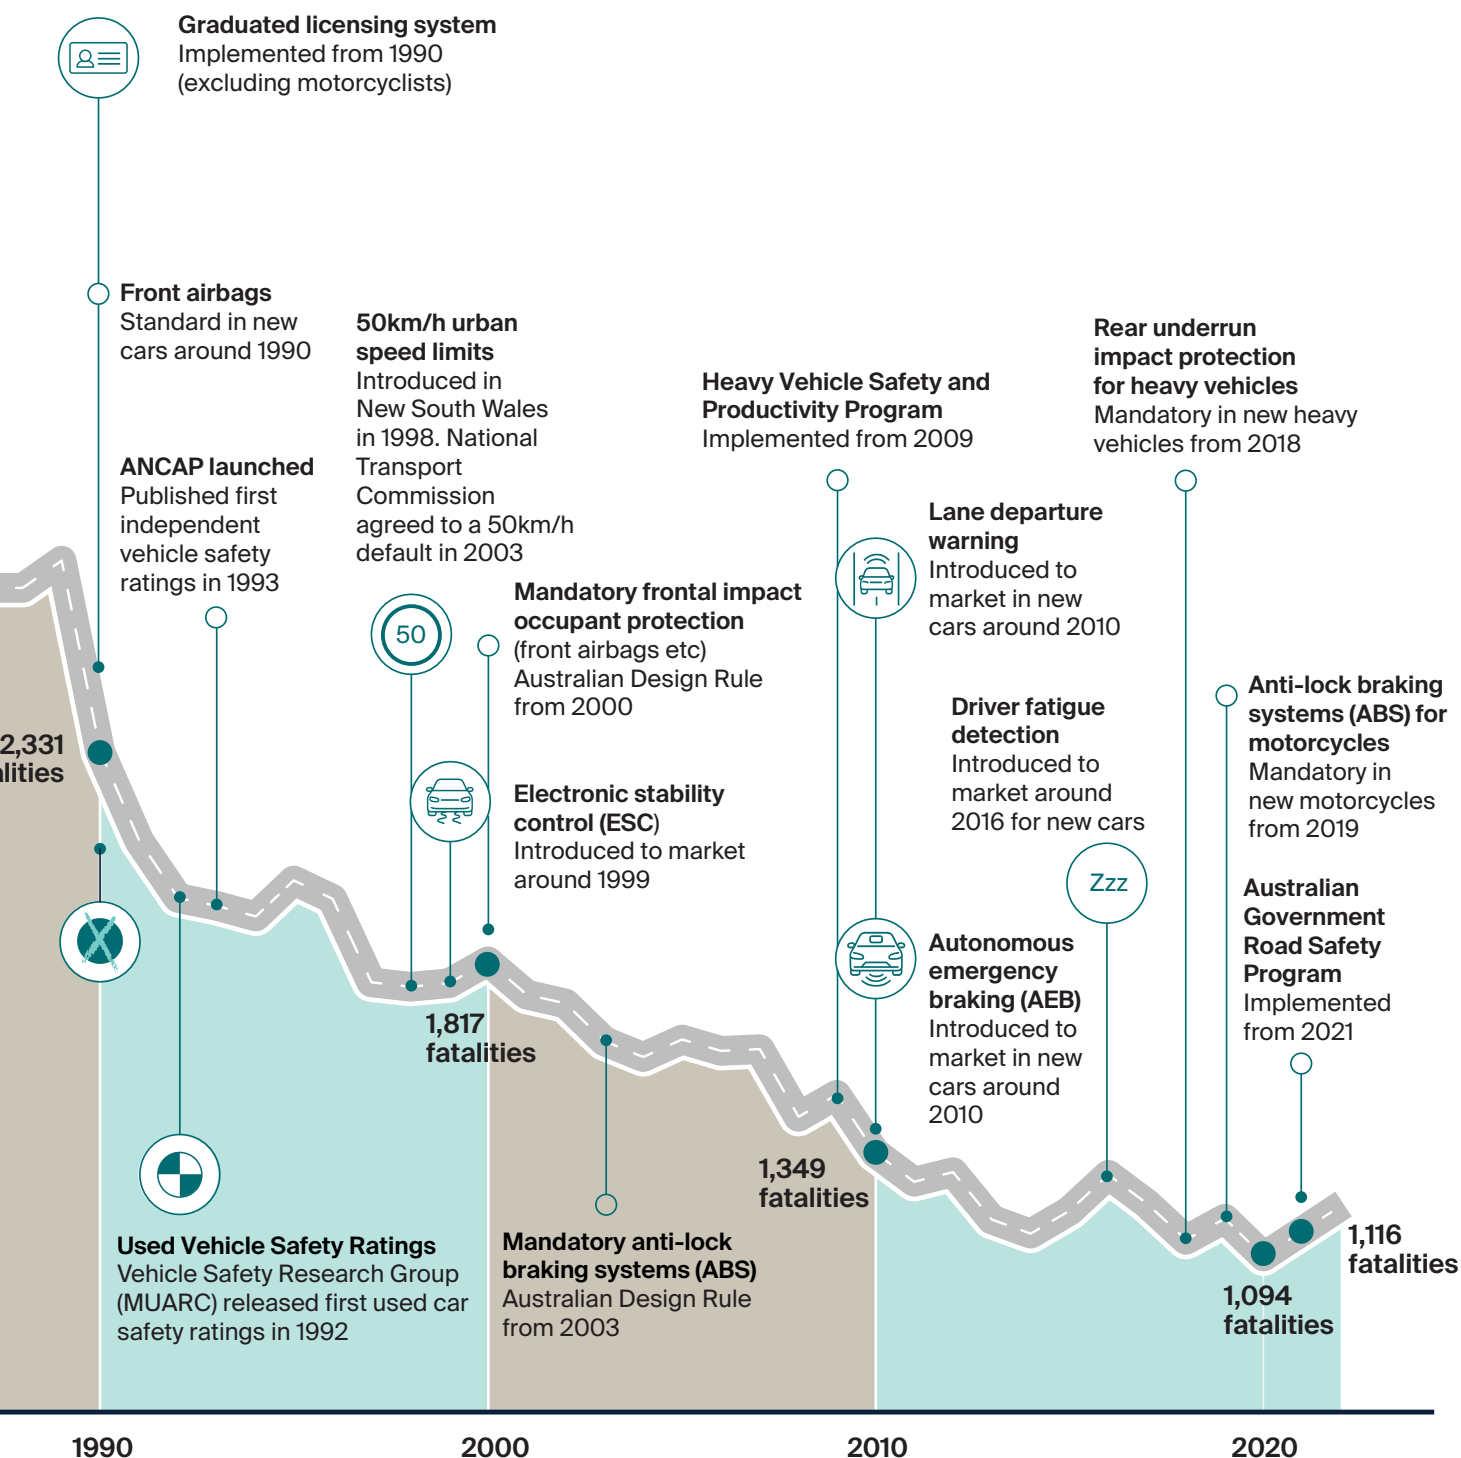 Graduated licensing system
Implemented from 1990
(excluding motorcyclists)
Front airbags
Standard in new
cars around 1990
ANCAP launched
Published first
independent
vehicle safety
ratings in 1993
50km/h urban
speed limits
Introduced in
New South Wales
in 1998. National
Transport
Commission
agreed to a 50km/h
default in 2003
50
Mandatory frontal impact
occupant protection
(front airbags etc)
Australian Design Rule
from 2000
Electronic stability
control (ESC)
Introduced to market
around 1999
Heavy Vehicle Safety and
Productivity Program
Implemented from 2009
Lane departure
warning
Introduced to
market in new
cars around 2010
Rear underrun
impact protection
for heavy vehicles
Mandatory in new heavy
vehicles from 2018
Driver fatigue
detection
Introduced to
market around
2016 for new cars
Zzz
Anti-lock braking
systems (ABS) for
motorcycles
Mandatory in
new motorcycles
from 2019
Autonomous
emergency
braking (AEB)
Introduced to
market in new
cars around
2010
Australian
Government
Road Safety
Program
Implemented
from 2021
2,331
alities
1,817
fatalities
1,349
fatalities
1,094
fatalities
1,116
fatalities
Used Vehicle Safety Ratings
Vehicle Safety Research Group
(MUARC) released first used car
safety ratings in 1992
Mandatory anti-lock
braking systems (ABS)
Australian Design Rule
from 2003
1990
2000
2010
2020